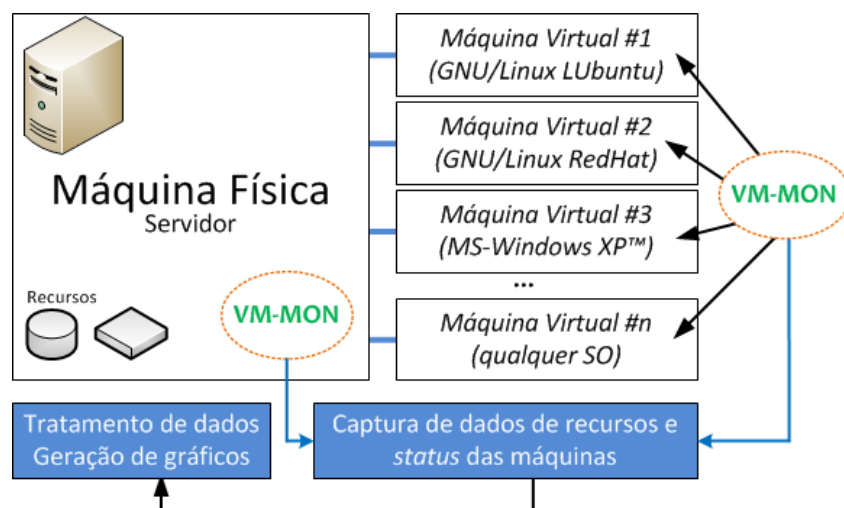 Máquina Física
Servidor
Recursos
VM-MON
Máquina Virtual #1
(GNU/Linux LUbuntu)
Máquina Virtual #2
(GNU/Linux RedHat)
Máquina Virtual #3
(MS-Windows XP™)
...
Máquina Virtual #n
(qualquer SO)
VM-MON
Tratamento de dados
Geração de gráficos
Captura de dados de recursos e
status das máquinas